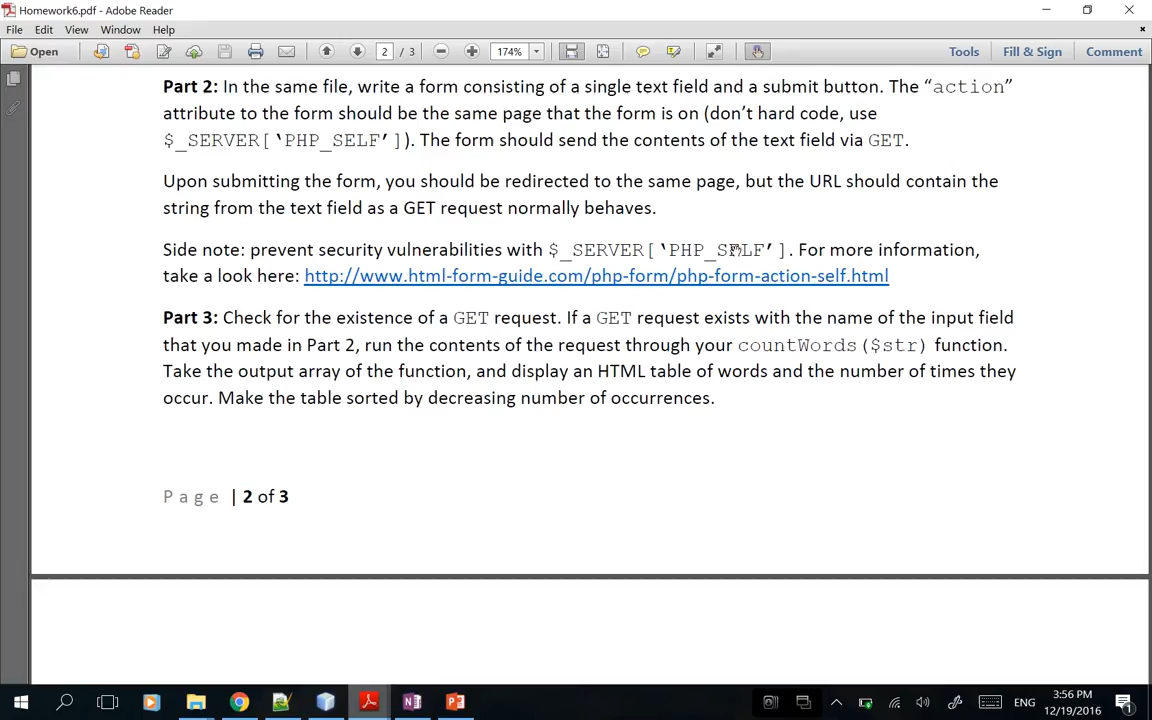 Homework6.pdf - Adobe Reader
File Edit View Window Help
Open 2 / 3 174% Tools Fill & Sign Comment
Part 2: In the same file, write a form consisting of a single text field and a submit button. The “action”
attribute to the form should be the same page that the form is on (don’t hard code, use
$_SERVER[‘PHP_SELF’]). The form should send the contents of the text field via GET.
Upon submitting the form, you should be redirected to the same page, but the URL should contain the
string from the text field as a GET request normally behaves.
Side note: prevent security vulnerabilities with $_SERVER[‘PHP_SELF’]. For more information,
take a look here: http://www.html-form-guide.com/php-form/php-form-action-self.html
Part 3: Check for the existence of a GET request. If a GET request exists with the name of the input field
that you made in Part 2, run the contents of the request through your countWords($str) function.
Take the output array of the function, and display an HTML table of words and the number of times they
occur. Make the table sorted by decreasing number of occurrences.
Page | 2 of 3
ENG 3:56 PM
12/19/2016